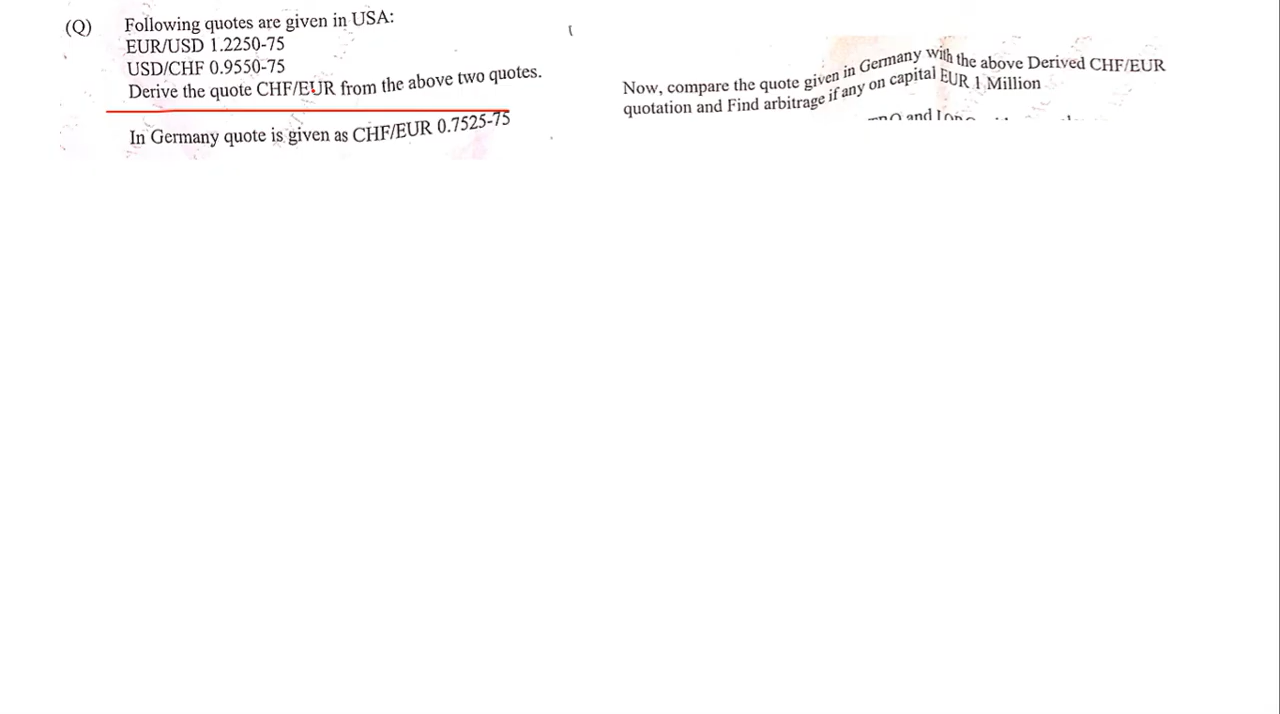 (Q) Following quotes are given in USA:
EUR/USD 1.2250-75
USD/CHF 0.9550-75
Derive the quote CHF/EUR from the above two quotes.
In Germany quote is given as CHF/EUR 0.7525-75
Now, compare the quote given in Germany with the above Derived CHF/EUR
quotation and Find arbitrage if any on capital EUR 1 Million
and